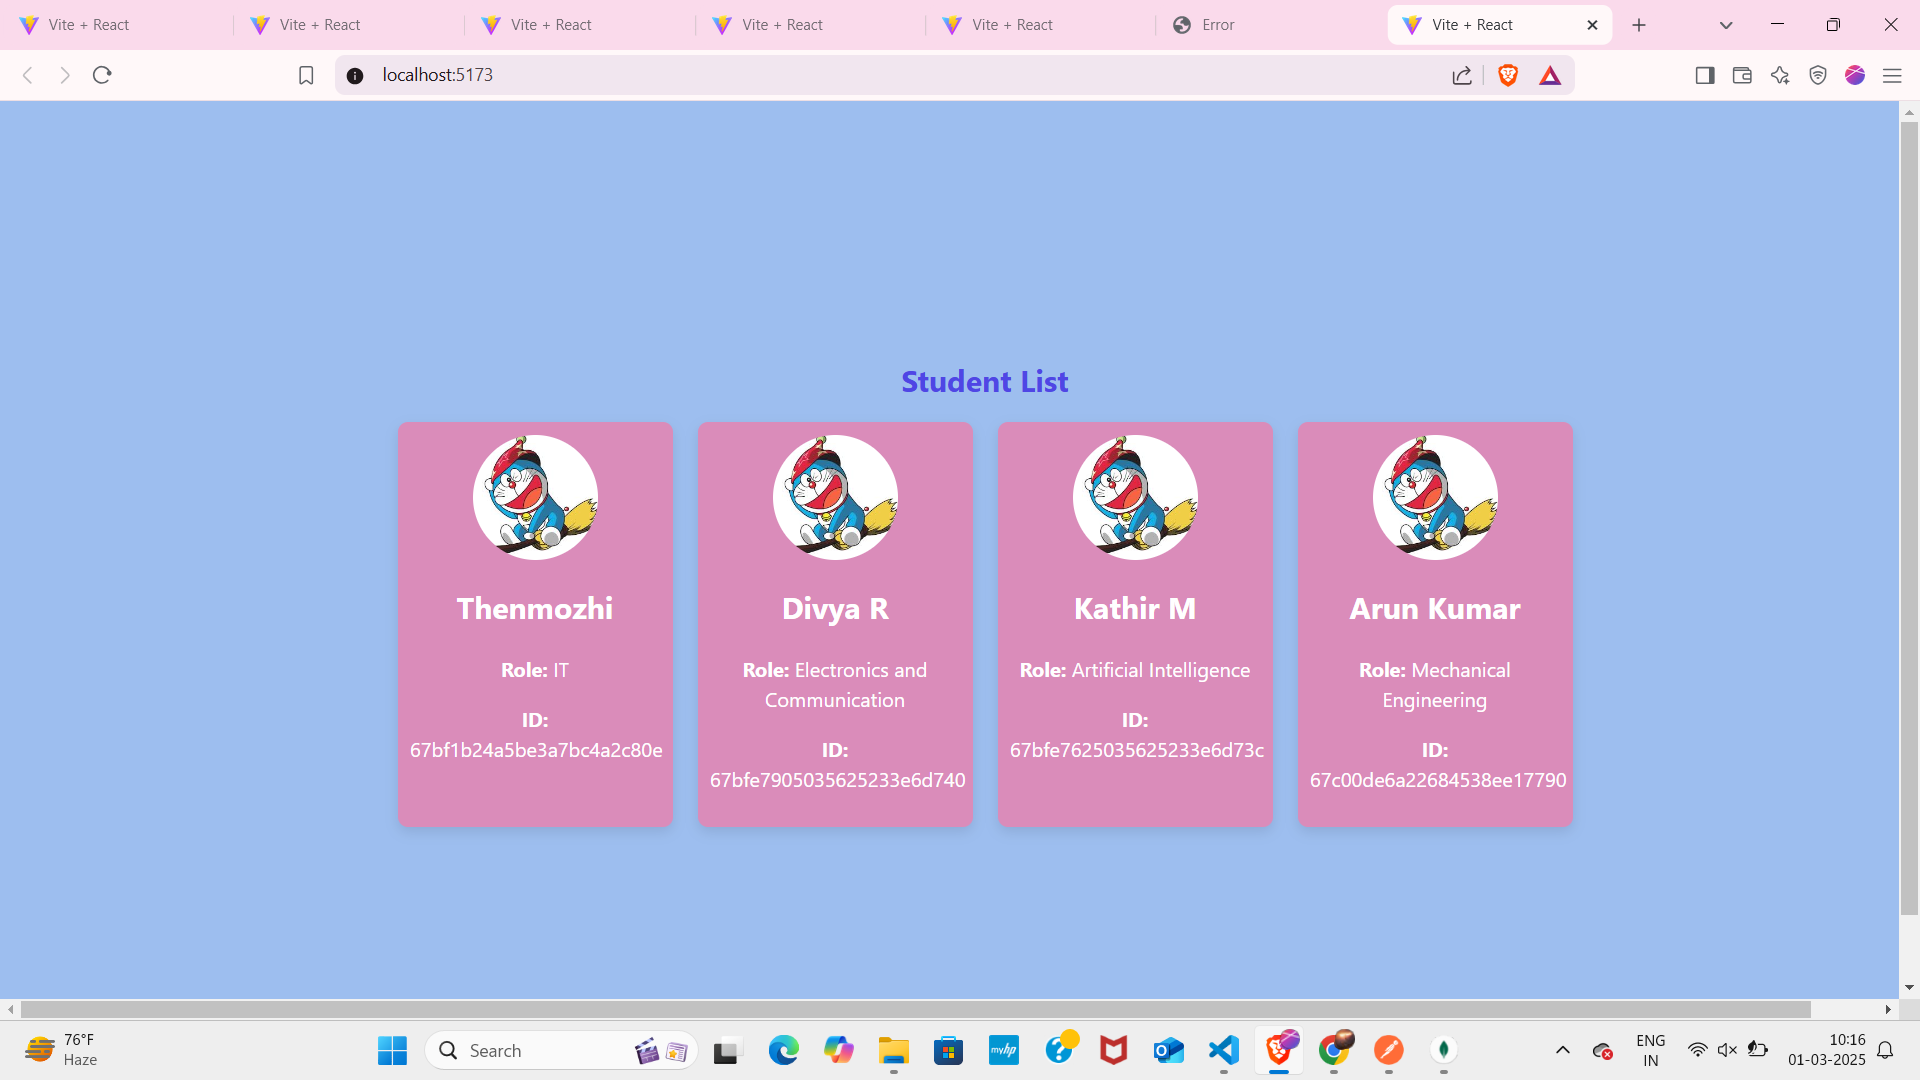 Vite + React
Vite + React
Vite + React
Vite + React
Vite + React
Error
Vite + React
localhost:5173
Student List
Thenmozhi
Role: IT
ID:
67bf1b24a5be3a7bc4a2c80e
Divya R
Role: Electronics and
Communication
ID:
67bfe7905035625233e6d740
Kathir M
Role: Artificial Intelligence
ID:
67bfe7625035625233e6d73c
Arun Kumar
Role: Mechanical
Engineering
ID:
67c00de6a22684538ee17790
76°F
Haze
Search
myhp
ENG
IN
10:16
01-03-2025